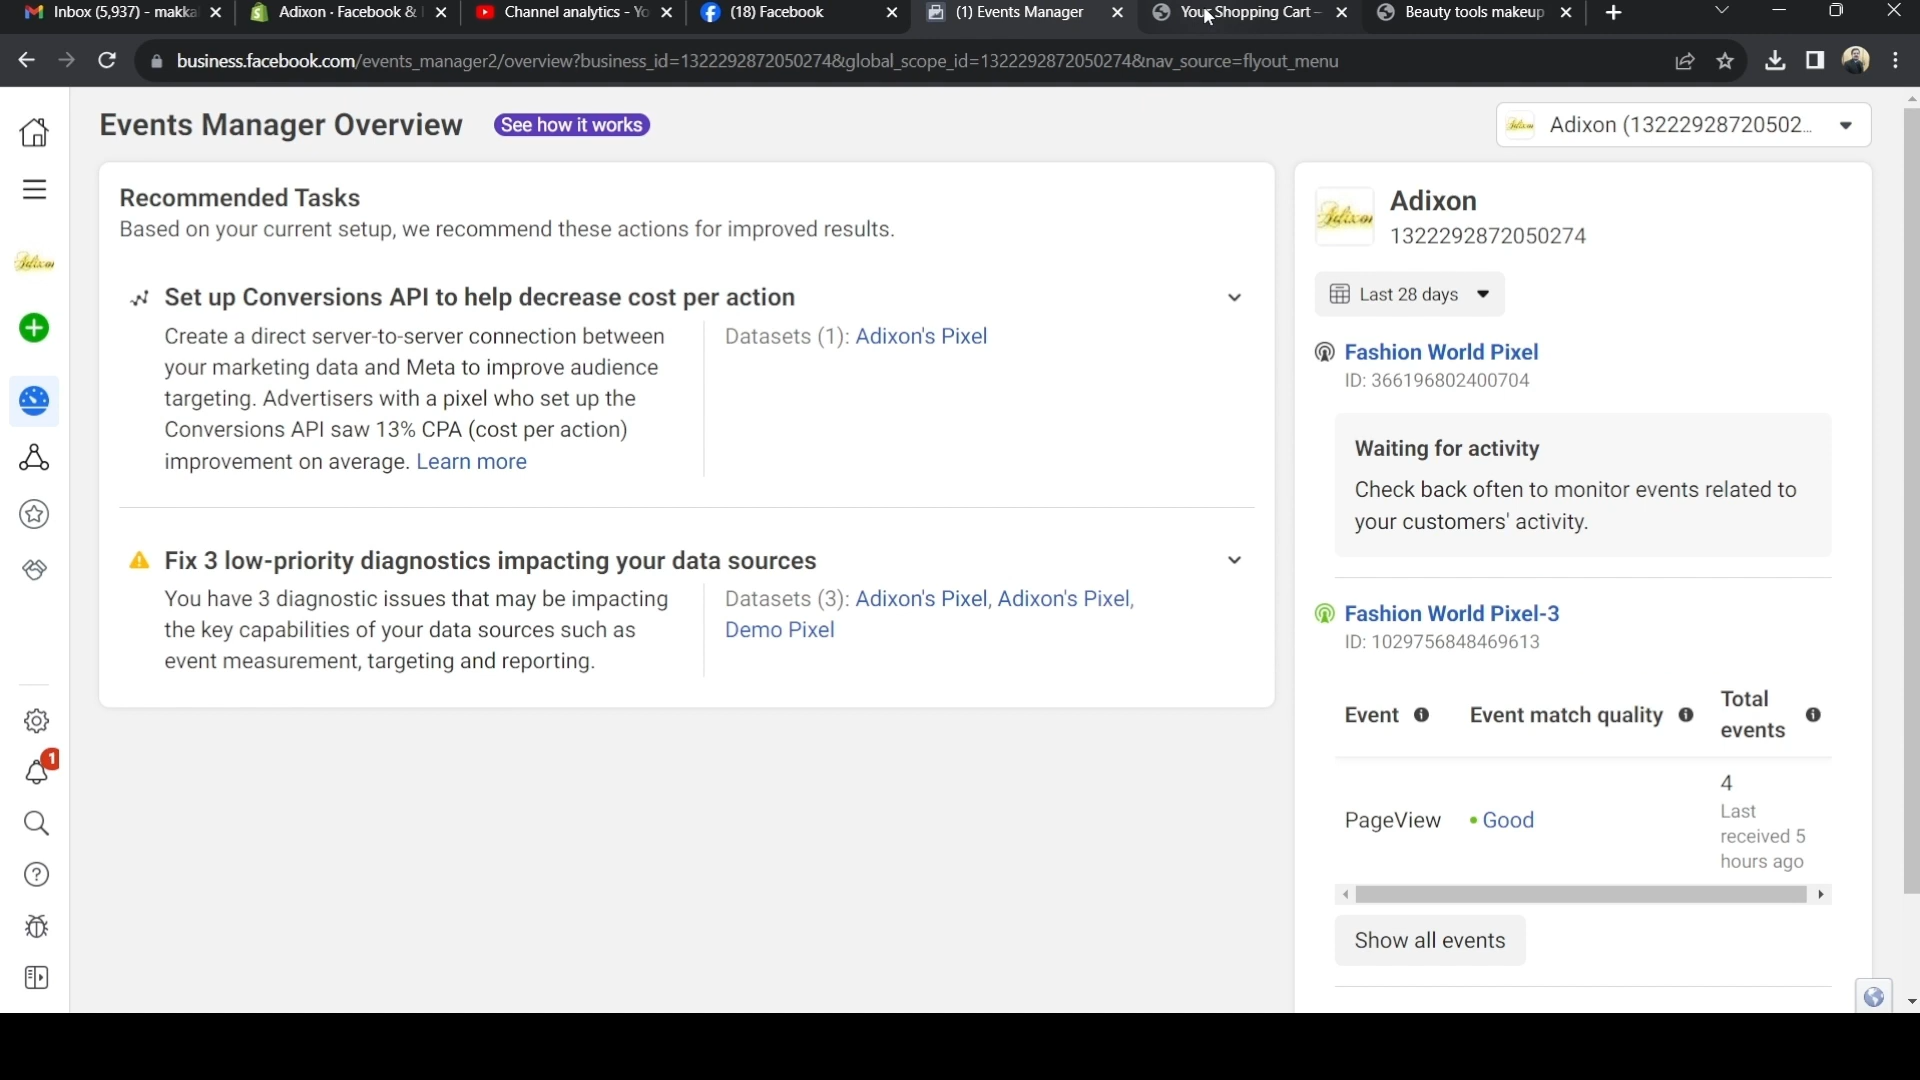 Inbox (5,937) - makka
Adixon · Facebook &
Channel analytics - Yo
(18) Facebook
(1) Events Manager
Your Shopping Cart –
Beauty tools makeup
business.facebook.com/events_manager2/overview?business_id=1322292872050274&global_scope_id=1322292872050274&nav_source=flyout_menu
Events Manager Overview
See how it works
Adixon (13222928720502...
Recommended Tasks
Based on your current setup, we recommend these actions for improved results.
Set up Conversions API to help decrease cost per action
Create a direct server-to-server connection between
your marketing data and Meta to improve audience
targeting. Advertisers with a pixel who set up the
Conversions API saw 13% CPA (cost per action)
improvement on average. Learn more
Datasets (1): Adixon's Pixel
Fix 3 low-priority diagnostics impacting your data sources
You have 3 diagnostic issues that may be impacting
the key capabilities of your data sources such as
event measurement, targeting and reporting.
Datasets (3): Adixon's Pixel, Adixon's Pixel,
Demo Pixel
Adixon
1322292872050274
Last 28 days
Fashion World Pixel
ID: 366196802400704
Waiting for activity
Check back often to monitor events related to
your customers' activity.
Fashion World Pixel-3
ID: 1029756848469613
Event
Event match quality
Total
events
PageView
Good
4
Last
received 5
hours ago
Show all events
Adixon
1